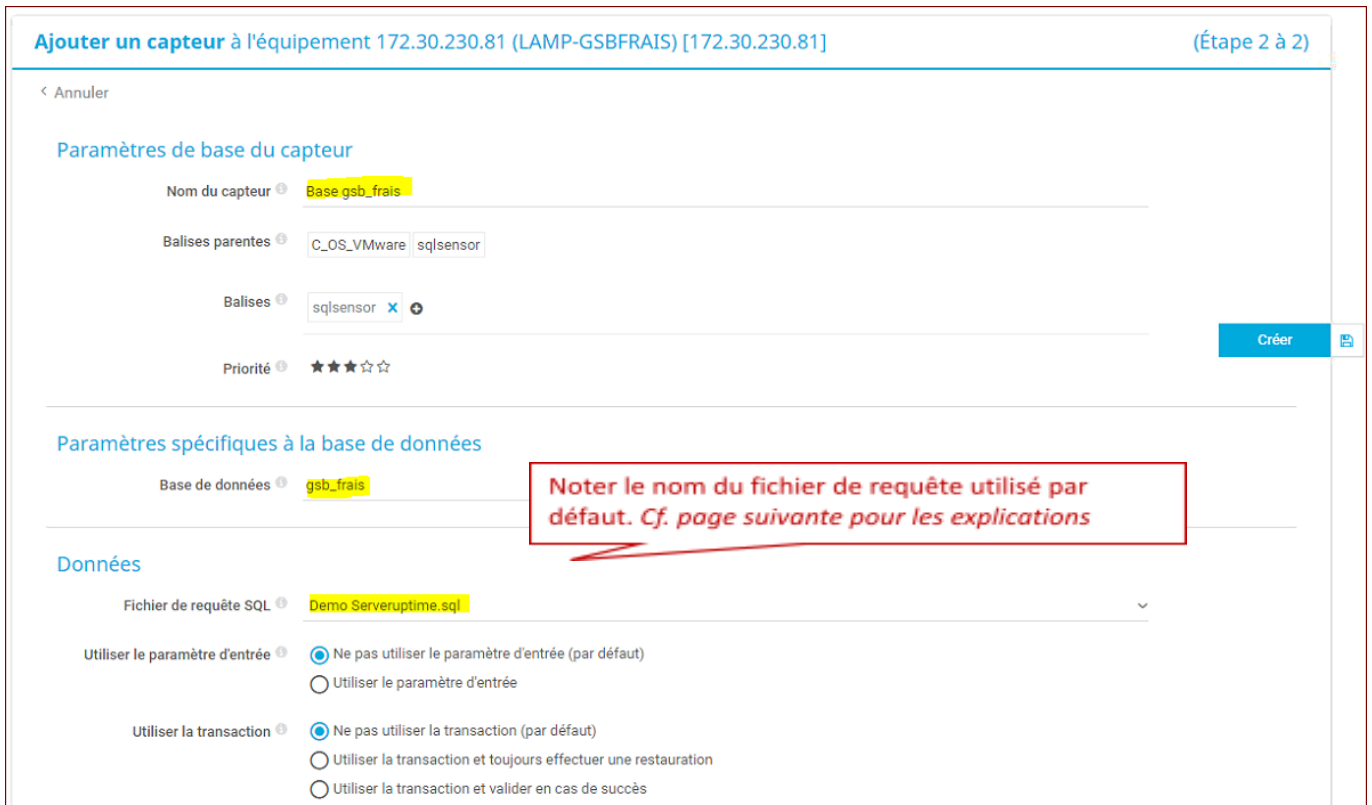 Ajouter un capteur à l'équipement 172.30.230.81 (LAMP-GSBFRAIS) [172.30.230.81] (Étape 2 à 2)
< Annuler
Paramètres de base du capteur
Nom du capteur Base gsb_frais
Balises parentes C_OS_VMware sqlsensor
Balises sqlsensor
Créer
Priorité
Paramètres spécifiques à la base de données
Base de données gsb_frais
Noter le nom du fichier de requête utilisé par
défaut. Cf. page suivante pour les explications
Données
Fichier de requête SQL Demo Serveruptime.sql
Utiliser le paramètre d'entrée Ne pas utiliser le paramètre d'entrée (par défaut)
Utiliser le paramètre d'entrée
Utiliser la transaction Ne pas utiliser la transaction (par défaut)
Utiliser la transaction et toujours effectuer une restauration
Utiliser la transaction et valider en cas de succès